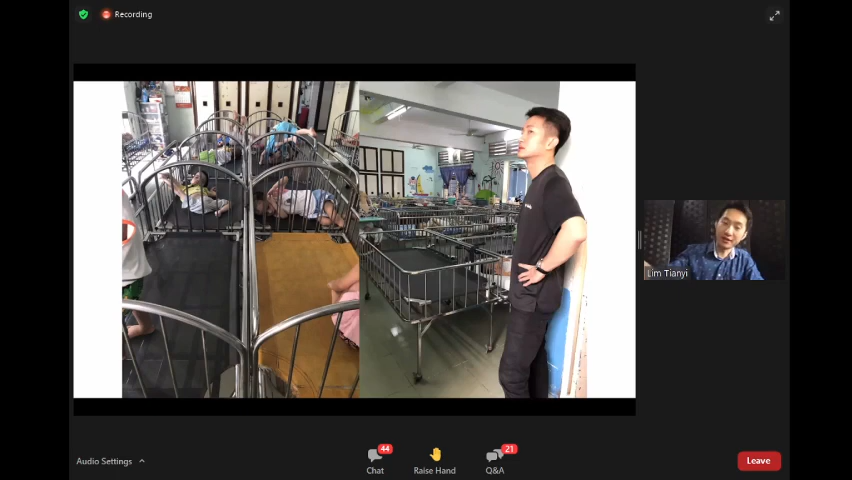 Recording
Lim Tianyi
Audio Settings
44
Chat
Raise Hand
21
Q&A
Leave